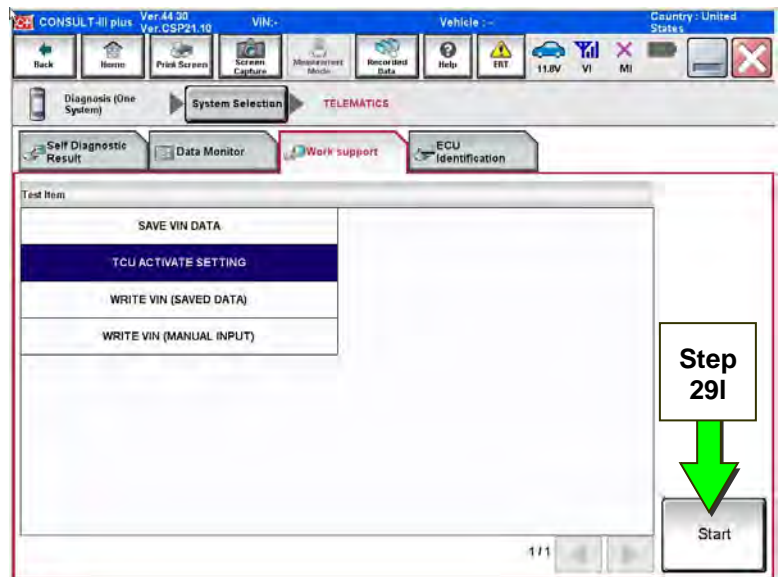 CONSULT-III plus Ver.44.30 VIN:- Vehicle : - Country : United
Ver.CSP21.10 States
Back Home Print Screen Screen Capture Measurement Mode Recorded Data Help ERT 11.8V VI MI
Diagnosis (One System) System Selection TELEMATICS
Self Diagnostic Result Data Monitor Work support ECU Identification
Test Item
SAVE VIN DATA
TCU ACTIVATE SETTING
WRITE VIN (SAVED DATA)
WRITE VIN (MANUAL INPUT)
Step
29l
Start
1/1